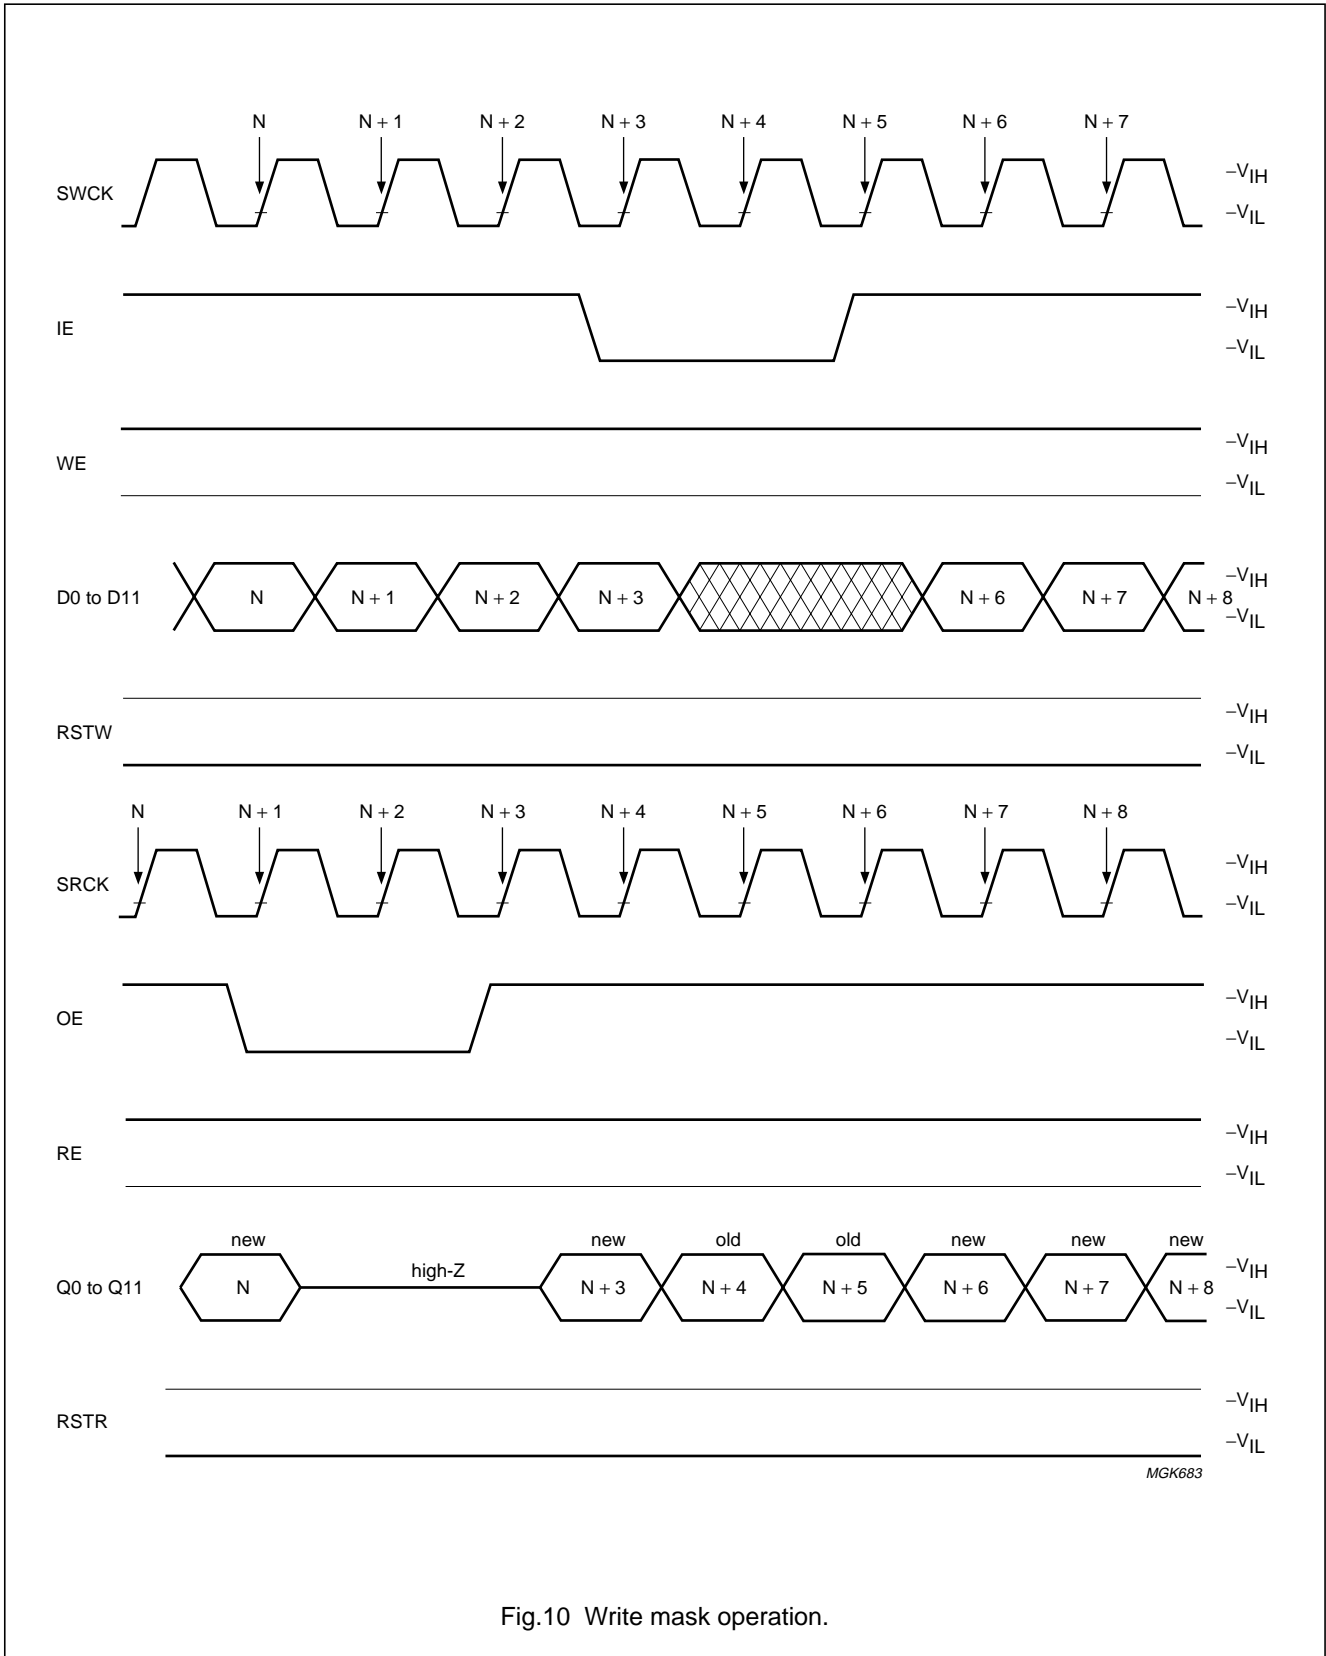 N N + 1 N + 2 N + 3 N + 4 N + 5 N + 6 N + 7
SWCK
–VIH
–VIL
IE
–VIH
–VIL
WE
–VIH
–VIL
D0 to D11 N N + 1 N + 2 N + 3 N + 6 N + 7 N + 8
–VIH
–VIL
RSTW
–VIH
–VIL
N N + 1 N + 2 N + 3 N + 4 N + 5 N + 6 N + 7 N + 8
SRCK
–VIH
–VIL
OE
–VIH
–VIL
RE
–VIH
–VIL
new new old old new new new
Q0 to Q11 N high-Z N + 3 N + 4 N + 5 N + 6 N + 7 N + 8
–VIH
–VIL
RSTR
–VIH
–VIL
MGK683
Fig.10 Write mask operation.